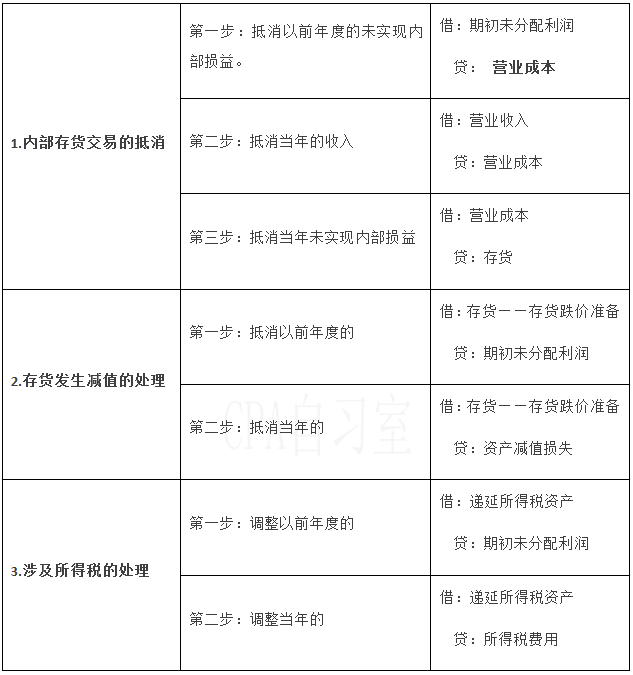 1.内部存货交易的抵消
第一步：抵消以前年度的未实现内
部损益。
借：期初未分配利润
贷： 营业成本
第二步：抵消当年的收入
借：营业收入
贷：营业成本
第三步：抵消当年未实现内部损益
借：营业成本
贷：存货
2.存货发生减值的处理
第一步：抵消以前年度的
借：存货——存货跌价准备
贷：期初未分配利润
第二步：抵消当年的
借：存货——存货跌价准备
贷：资产减值损失
CPA自习室
3.涉及所得税的处理
第一步：调整以前年度的
借：递延所得税资产
贷：期初未分配利润
第二步：调整当年的
借：递延所得税资产
贷：所得税费用